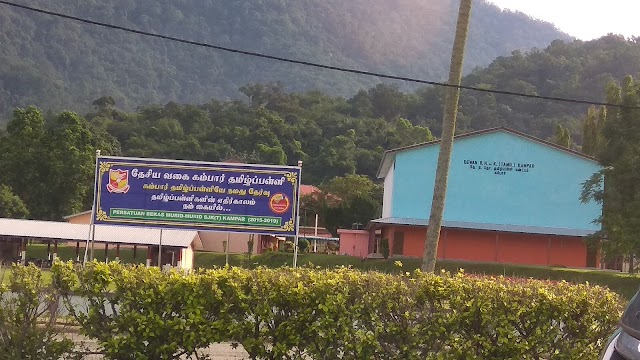 தேசிய வகை கம்பார் தமிழ்ப்பள்ளி
கம்பார் தமிழ்ப்பள்ளியே நமது தேர்வு
தமிழ்ப்பள்ளிகளின் எதிர்காலம்
நம் கையில்...
PERSATUAN BEKAS MURID-MURID SJK(T) KAMPAR (2015-2019)
DEWAN S.R.J.K. (TAMIL) KAMPAR